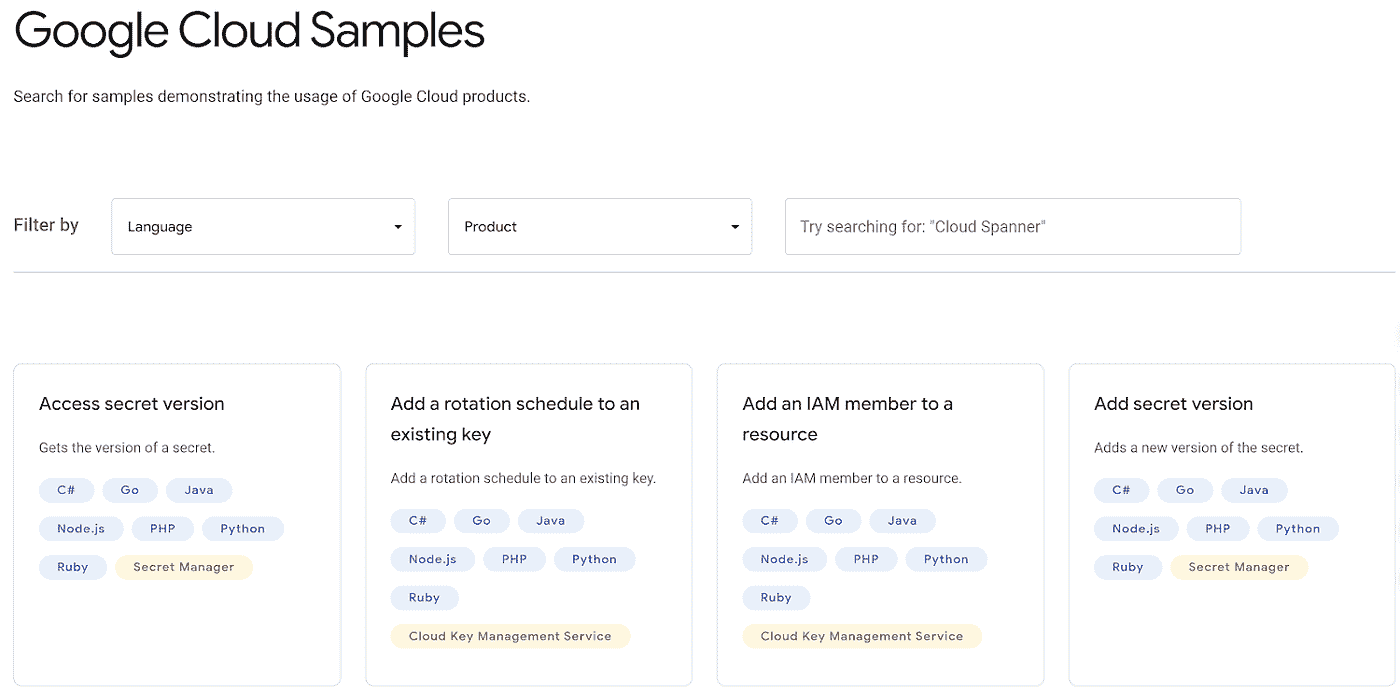 Google Cloud Samples
Search for samples demonstrating the usage of Google Cloud products.
Filter by
Language
Product
Try searching for: "Cloud Spanner"
Access secret version
Gets the version of a secret.
C# Go Java
Node.js PHP Python
Ruby Secret Manager
Add a rotation schedule to an
existing key
Add a rotation schedule to an existing key.
C# Go Java
Node.js PHP Python
Ruby
Cloud Key Management Service
Add an IAM member to a
resource
Add an IAM member to a resource.
C# Go Java
Node.js PHP Python
Ruby
Cloud Key Management Service
Add secret version
Adds a new version of the secret.
C# Go Java
Node.js PHP Python
Ruby Secret Manager